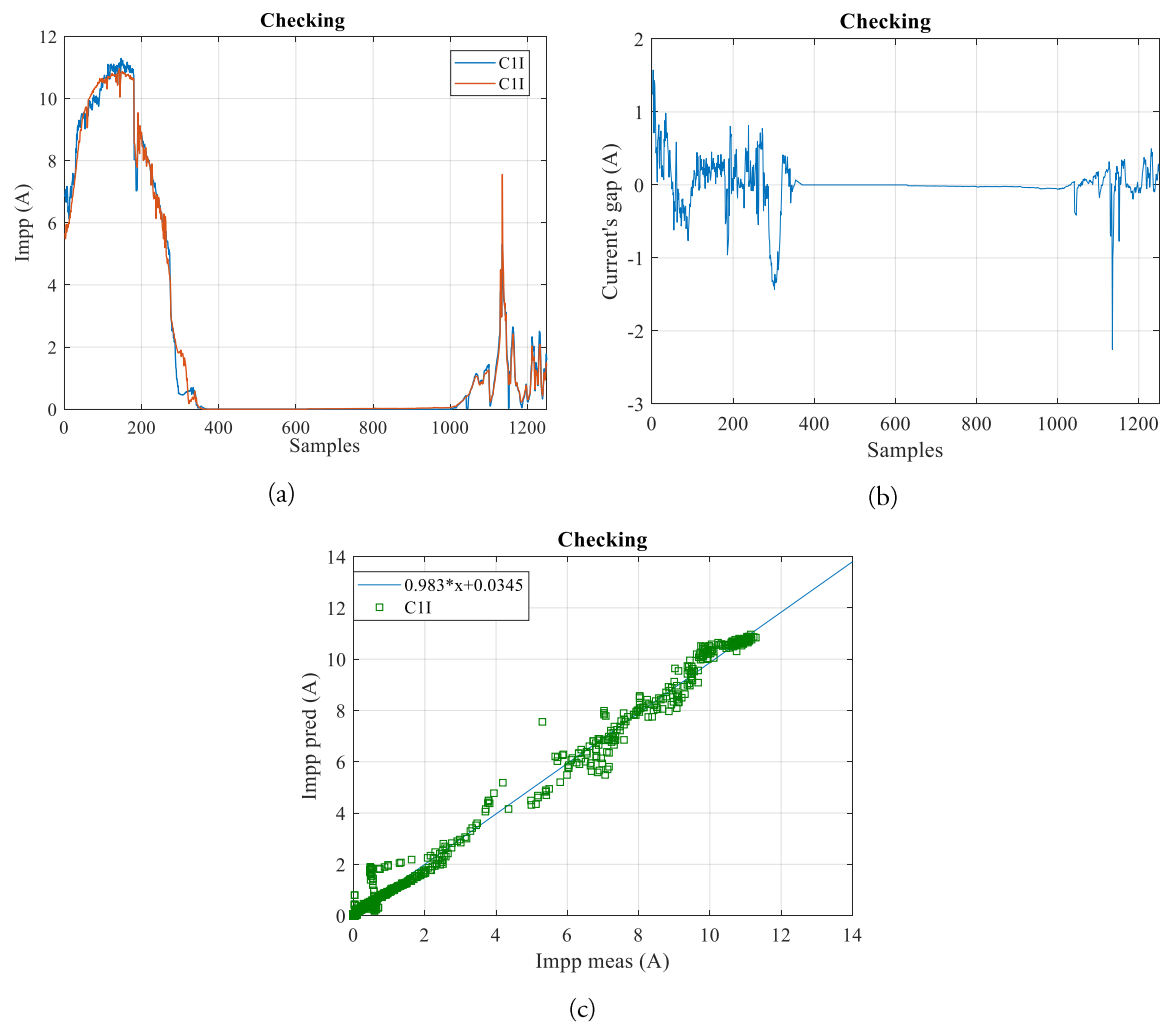 Checking
12
10
8
6
4
2
0
Impp (A)
C1I
C1I
0 200 400 600 800 1000 1200
Samples
(a)
Checking
2
1
0
-1
-2
-3
Current's gap (A)
0 200 400 600 800 1000 1200
Samples
(b)
Checking
14
12
10
8
6
4
2
0
Impp pred (A)
0.983*x+0.0345
C1I
0 2 4 6 8 10 12 14
Impp meas (A)
(c)